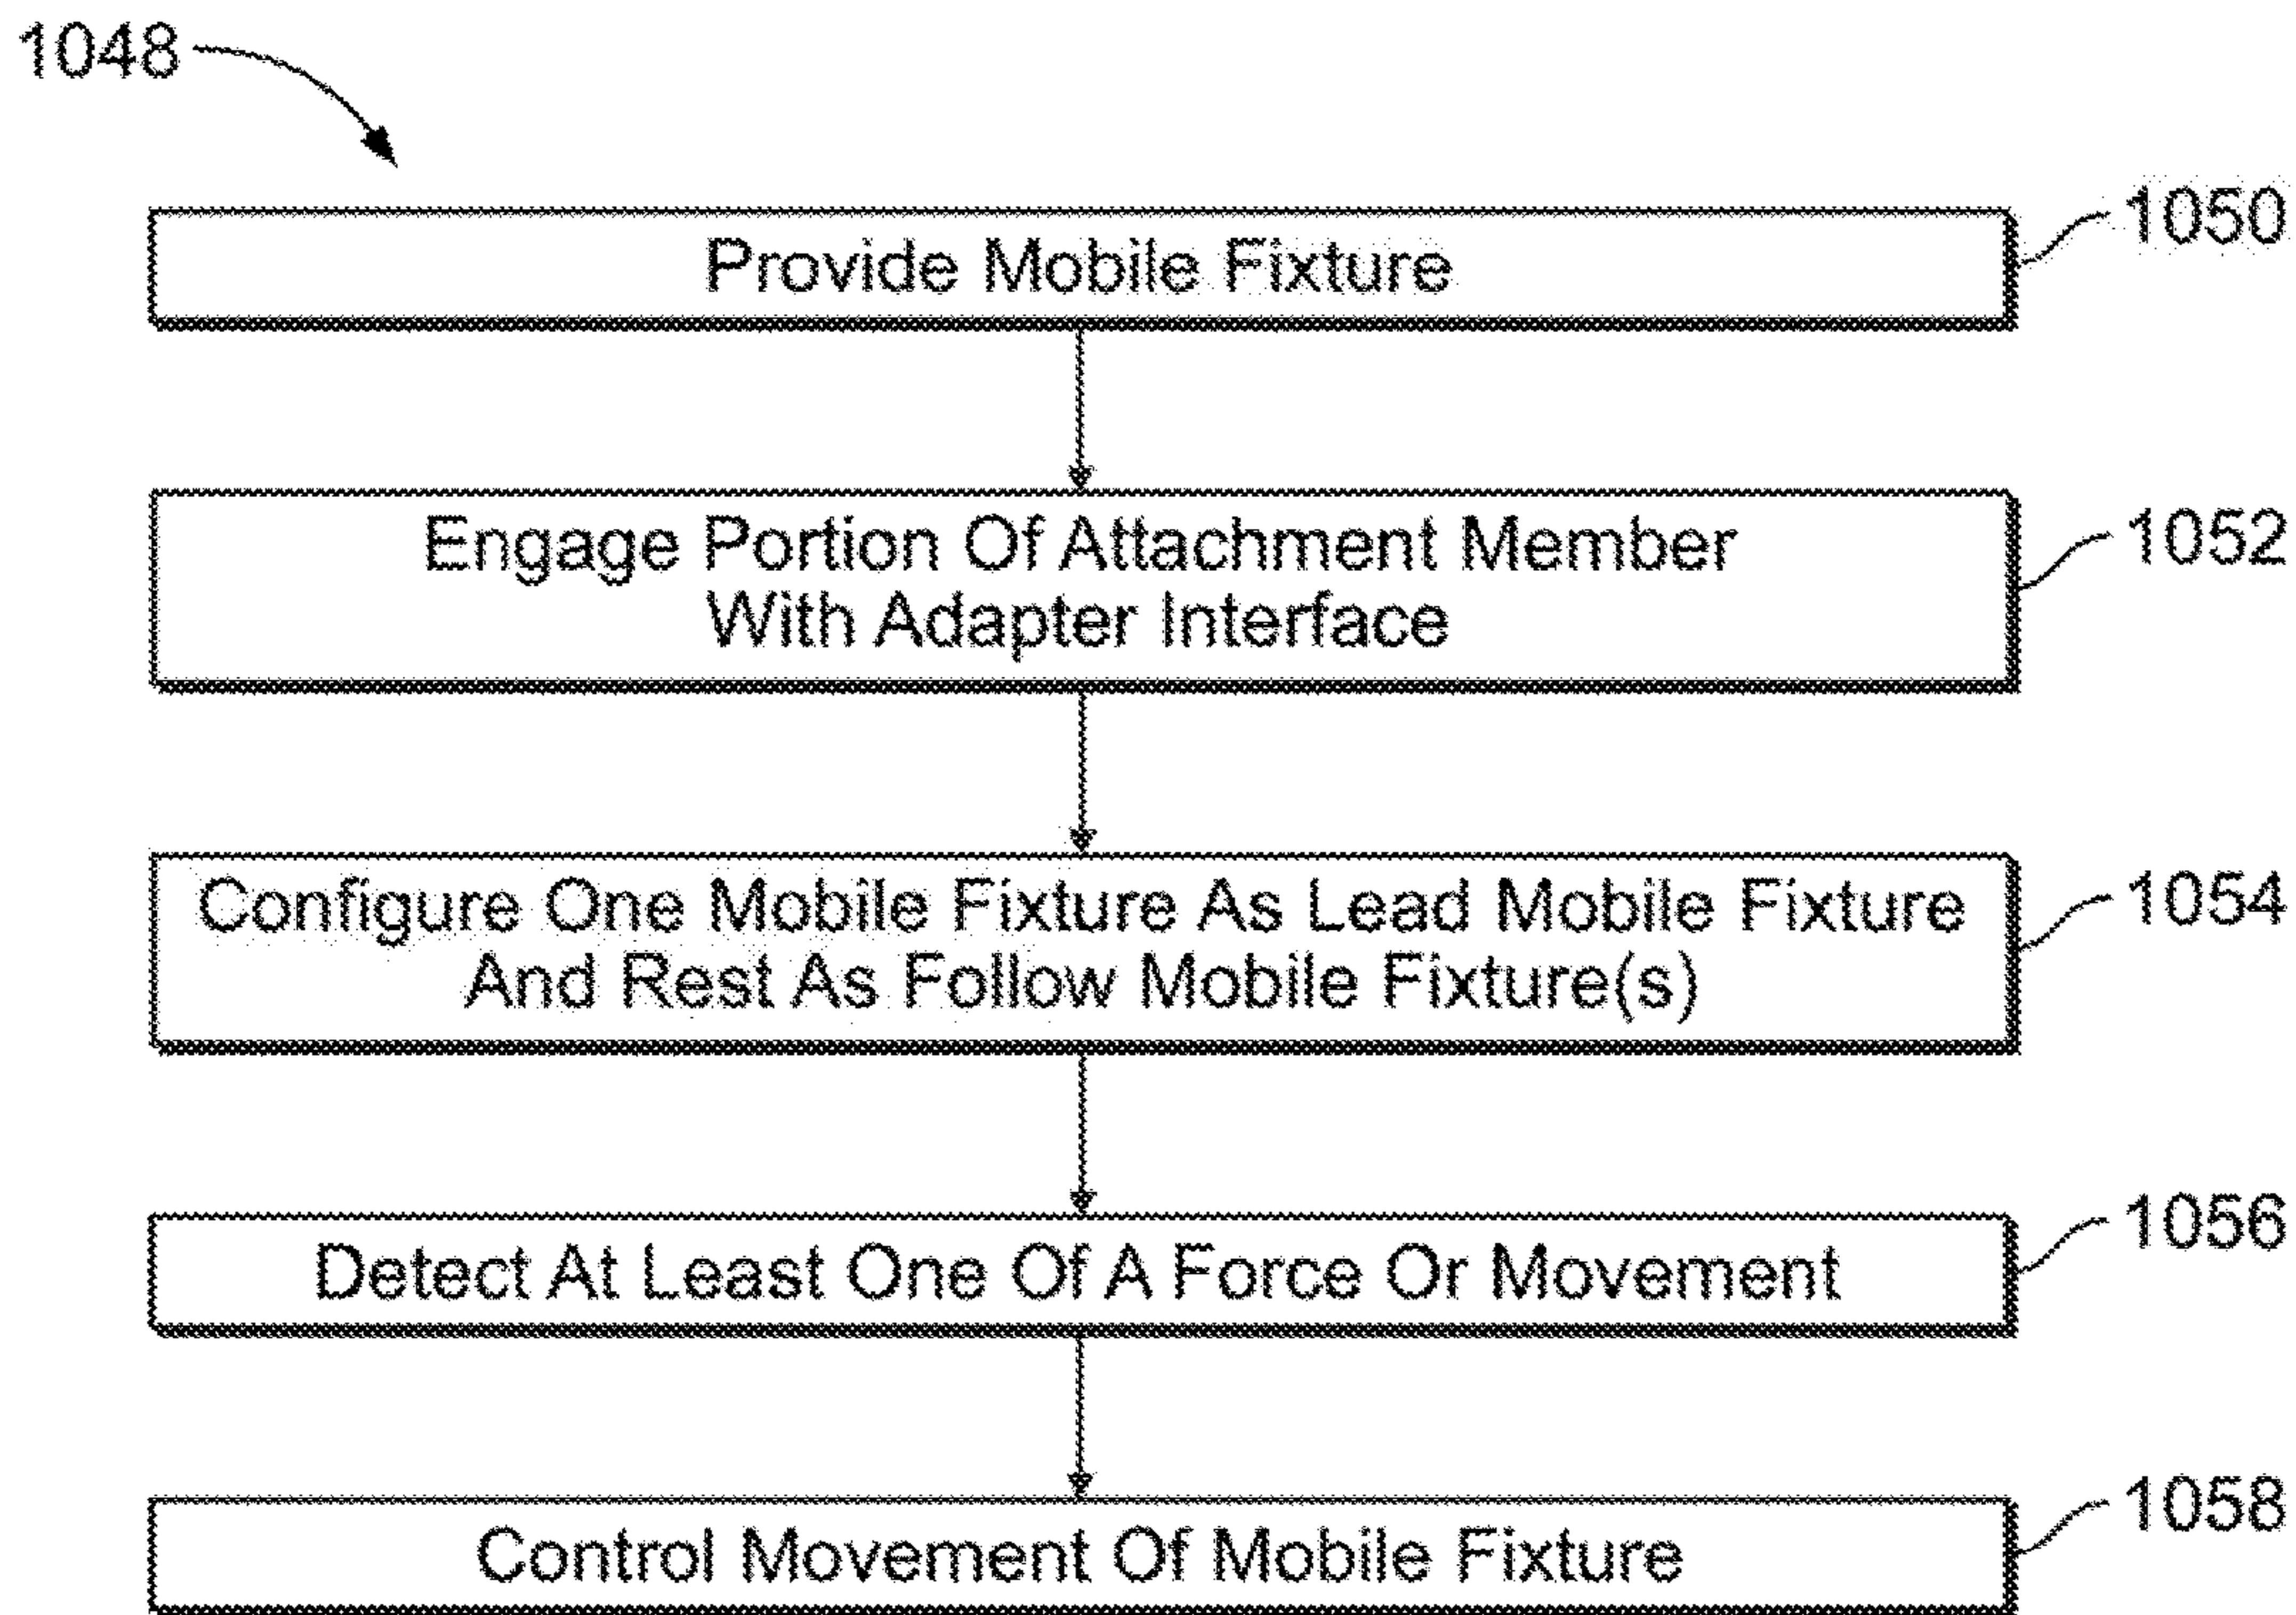 1048
Provide Mobile Fixture
1050
Engage Portion Of Attachment Member
With Adapter Interface
1052
Configure One Mobile Fixture As Lead Mobile Fixture
And Rest As Follow Mobile Fixture(s)
1054
Detect At Least One Of A Force Or Movement
1056
Control Movement Of Mobile Fixture
1058